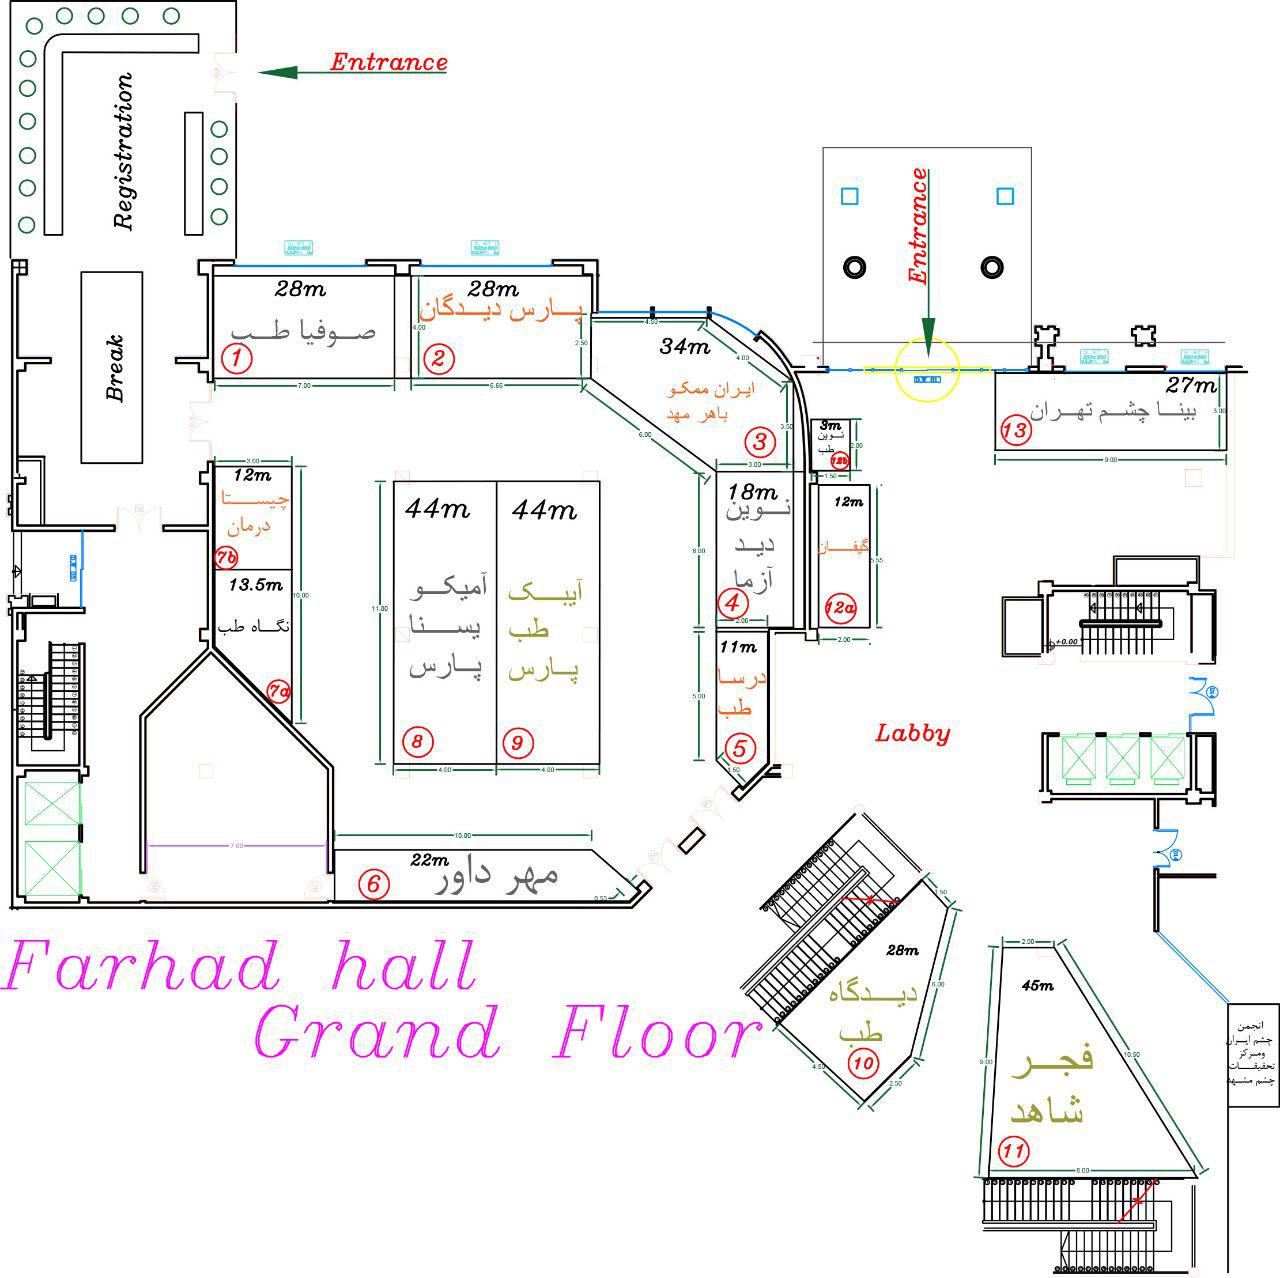 Entrance
Registration
Break
Entrance
28m
صوفیا طب
1
28m
پارس دیدگان
2
34m
ایران ممکو
باهر مهد
3
3m
نوین
طب
12b
27m
بینا چشم تهران
13
12m
چیستا
درمان
7b
13.5m
نگاه طب
7a
44m
آمیکو
یسنا
پارس
8
44m
آیبک
طب
پارس
9
18m
نوین
دید
آزما
4
12m
12a
11m
درسا
طب
5
Labby
22m
مهر داور
6
28m
دیدگاه
طب
10
45m
فجر
شاهد
11
انجمن
چشم ایران
ومرکز
تحقیقات
چشم مشهد
Farhad hall
Grand Floor
7.00
6.66
4.00
2.50
4.50
4.00
3.50
6.00
3.00
2.00
1.50
3.00
9.00
3.00
10.00
11.00
4.00
4.00
6.00
2.00
5.55
2.00
5.00
1.50
+0.00
7.00
10.00
0.53
1.50
6.00
4.50
2.50
2.00
9.00
10.50
8.00